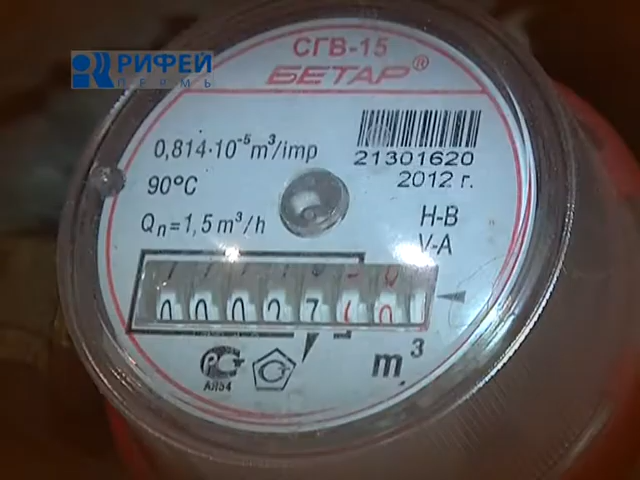 РИФЕЙ
ПЕРМЬ
СГВ-15
БЕТАР®
0,814·10⁻⁵m³/imp
21301620
90°C
2012 г.
Qn=1,5 m³/h
H-B
V-A
m³